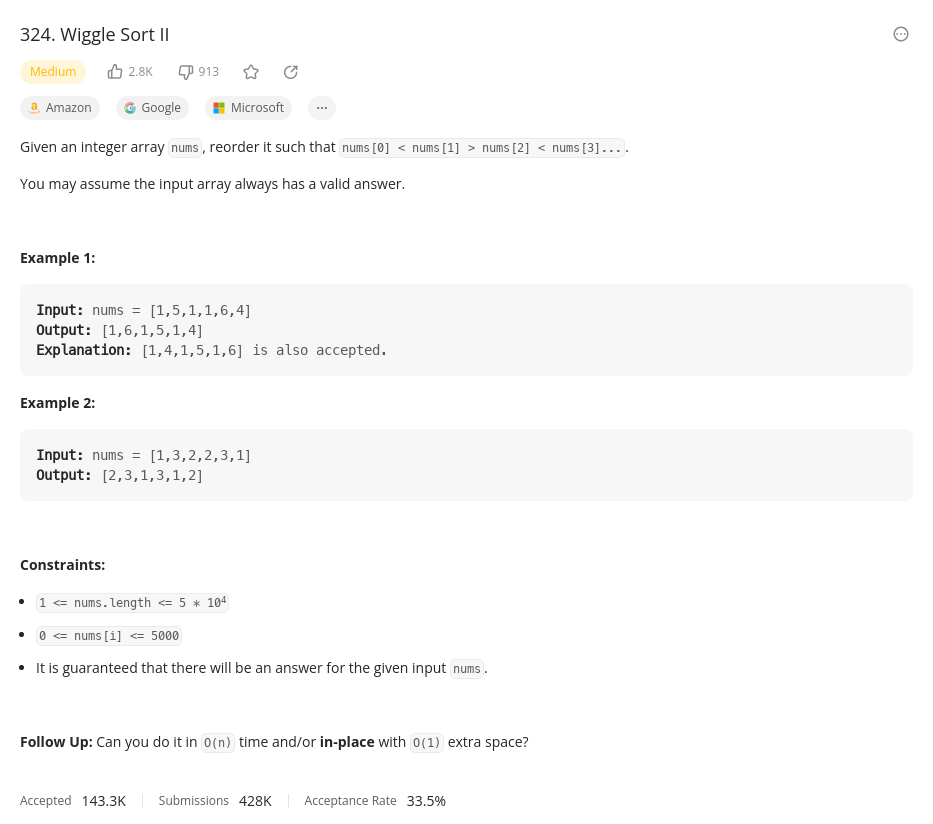 324. Wiggle Sort II
Medium 2.8K 913
Amazon Google Microsoft ...
Given an integer array nums, reorder it such that nums[0] < nums[1] > nums[2] < nums[3]....
You may assume the input array always has a valid answer.
Example 1:
Input: nums = [1,5,1,1,6,4]
Output: [1,6,1,5,1,4]
Explanation: [1,4,1,5,1,6] is also accepted.
Example 2:
Input: nums = [1,3,2,2,3,1]
Output: [2,3,1,3,1,2]
Constraints:
• 1 <= nums.length <= 5 * 10⁴
• 0 <= nums[i] <= 5000
• It is guaranteed that there will be an answer for the given input nums.
Follow Up: Can you do it in O(n) time and/or in-place with O(1) extra space?
Accepted 143.3K Submissions 428K Acceptance Rate 33.5%